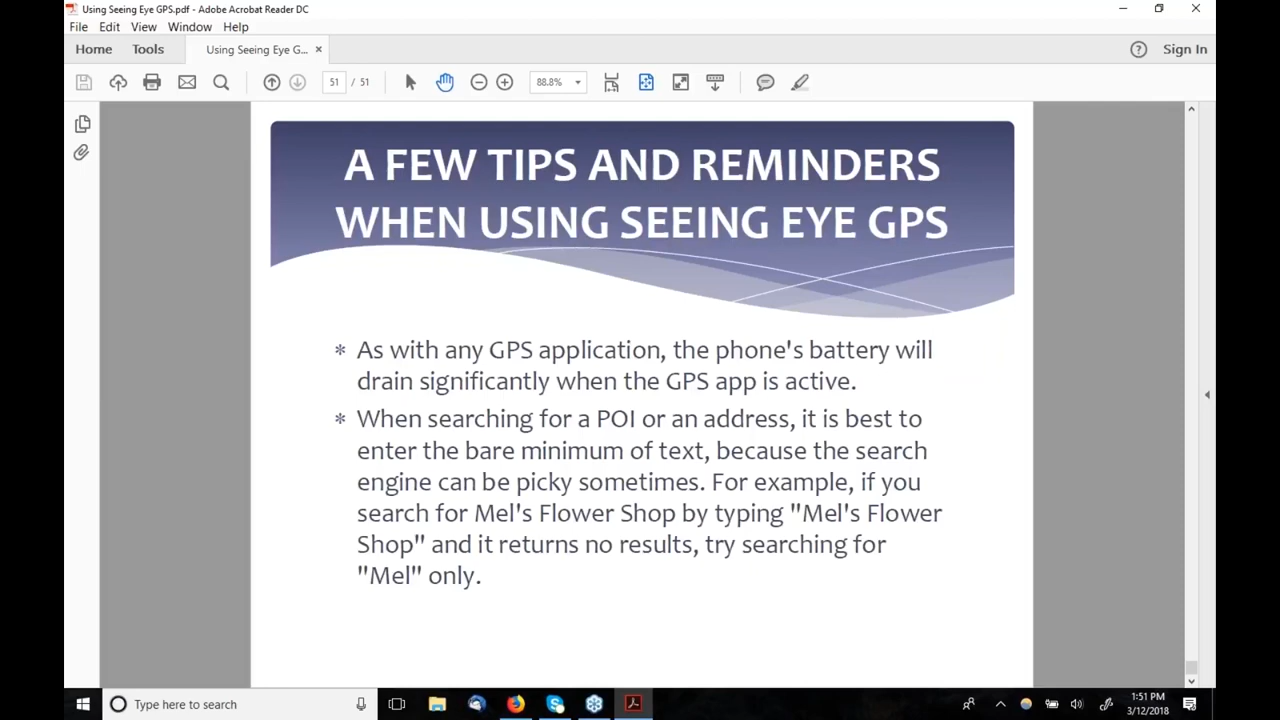 Using Seeing Eye GPS.pdf - Adobe Acrobat Reader DC
File Edit View Window Help
Home Tools Using Seeing Eye G... × Sign In
51 / 51 88.8%
A FEW TIPS AND REMINDERS
WHEN USING SEEING EYE GPS
* As with any GPS application, the phone's battery will
drain significantly when the GPS app is active.
* When searching for a POI or an address, it is best to
enter the bare minimum of text, because the search
engine can be picky sometimes. For example, if you
search for Mel's Flower Shop by typing "Mel's Flower
Shop" and it returns no results, try searching for
"Mel" only.
Type here to search
1:51 PM
3/12/2018